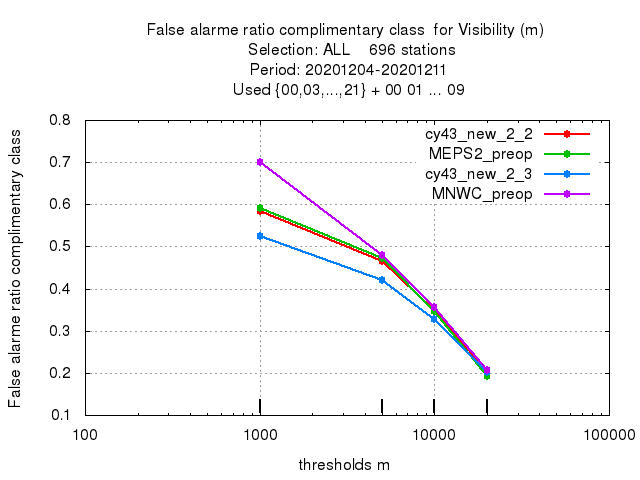 False alarme ratio complimentary class  for Visibility (m)
Selection: ALL    696 stations
Period: 20201204-20201211
Used {00,03,...,21} + 00 01 ... 09
False alarme ratio complimentary class
0.8
0.7
0.6
0.5
0.4
0.3
0.2
0.1
cy43_new_2_2
MEPS2_preop
cy43_new_2_3
MNWC_preop
100 1000 10000 100000
thresholds m